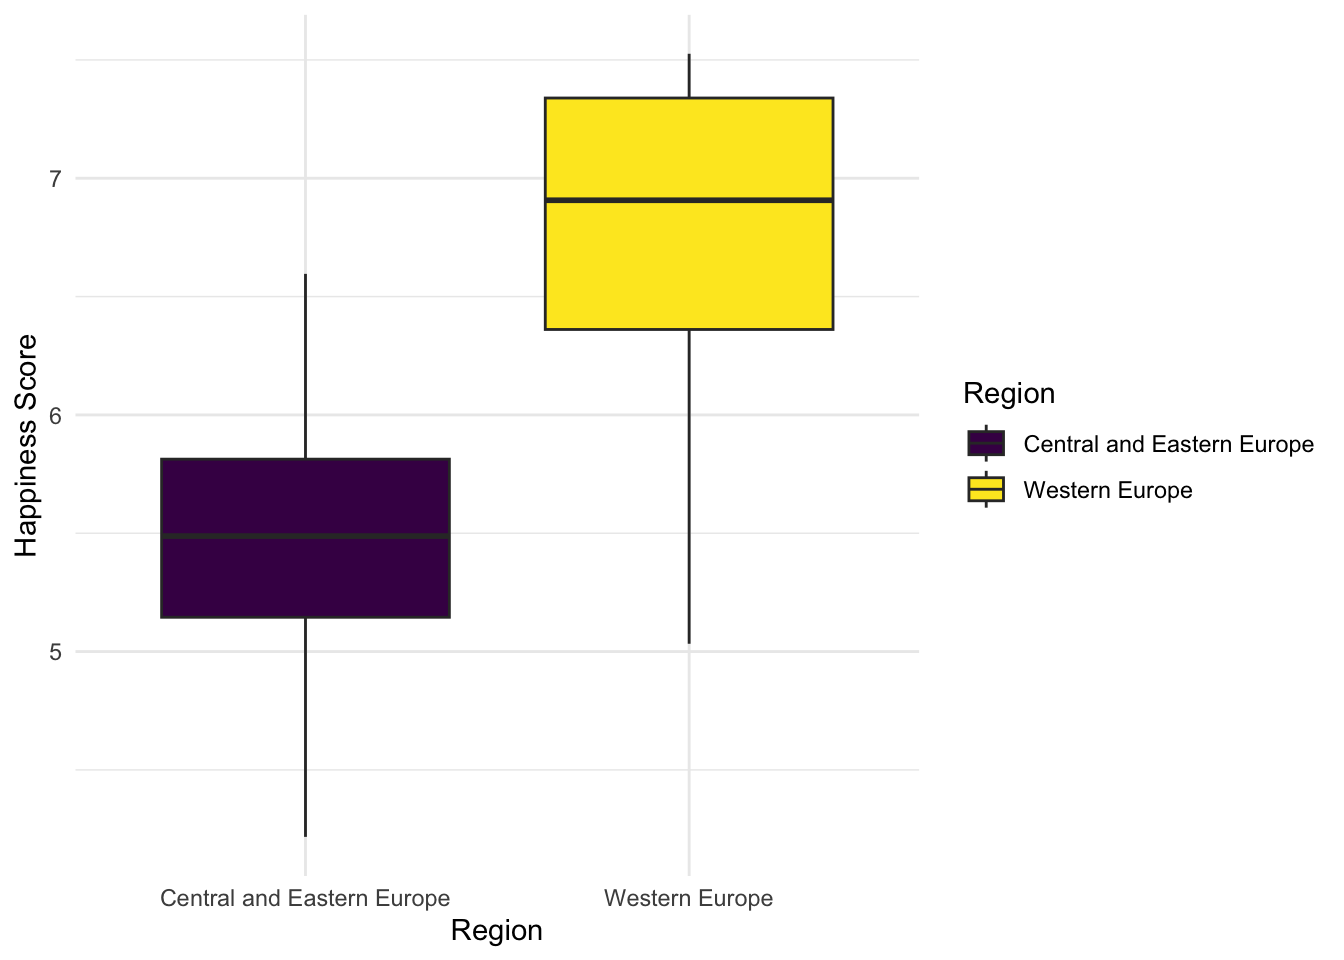 Happiness Score
7
6
5
Central and Eastern Europe
Western Europe
Region
Region
Central and Eastern Europe
Western Europe